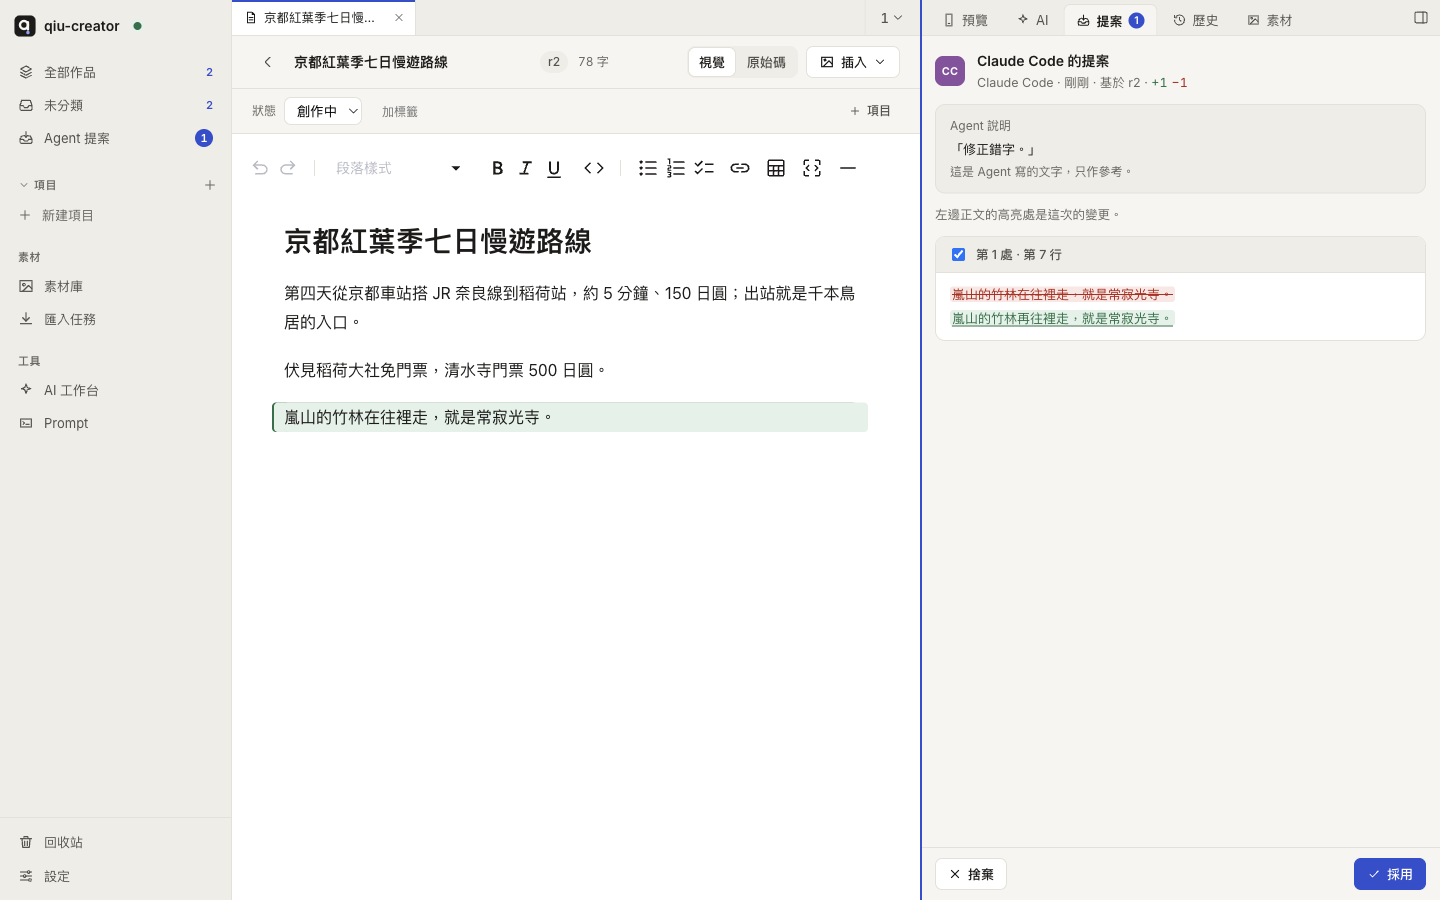 qiu-creator
全部作品 2
未分類 2
Agent 提案 1
項目
新建項目
素材
素材庫
匯入任務
工具
AI 工作台
Prompt
回收站
設定
京都紅葉季七日慢...
1
京都紅葉季七日慢遊路線
r2 78 字
視覺 原始碼
插入
狀態 創作中 加標籤
項目
段落樣式
B I U
京都紅葉季七日慢遊路線
第四天從京都車站搭 JR 奈良線到稻荷站，約 5 分鐘、150 日圓；出站就是千本鳥
居的入口。
伏見稻荷大社免門票，清水寺門票 500 日圓。
嵐山的竹林在往裡走，就是常寂光寺。
預覽 AI 提案 1 歷史 素材
CC
Claude Code 的提案
Claude Code · 剛剛 · 基於 r2 · +1 −1
Agent 說明
「修正錯字。」
這是 Agent 寫的文字，只作參考。
左邊正文的高亮處是這次的變更。
第 1 處 · 第 7 行
嵐山的竹林在往裡走，就是常寂光寺。
嵐山的竹林再往裡走，就是常寂光寺。
捨棄
採用